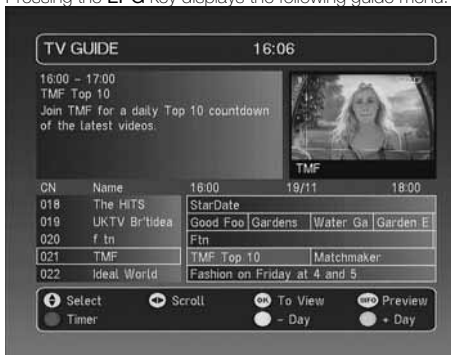 Pressing the EPG key displays the following guide menu:
TV GUIDE 16:06
16:00 – 17:00
TMF Top 10
Join TMF for a daily Top 10 countdown
of the latest videos.
TMF
CN Name 16:00 19/11 18:00
018 The HITS StarDate
019 UKTV Br'tidea Good Foo Gardens Water Ga Garden E
020 f tn Ftn
021 TMF TMF Top 10 Matchmaker
022 Ideal World Fashion on Friday at 4 and 5
Select Scroll OK To View INFO Preview
Timer – Day + Day